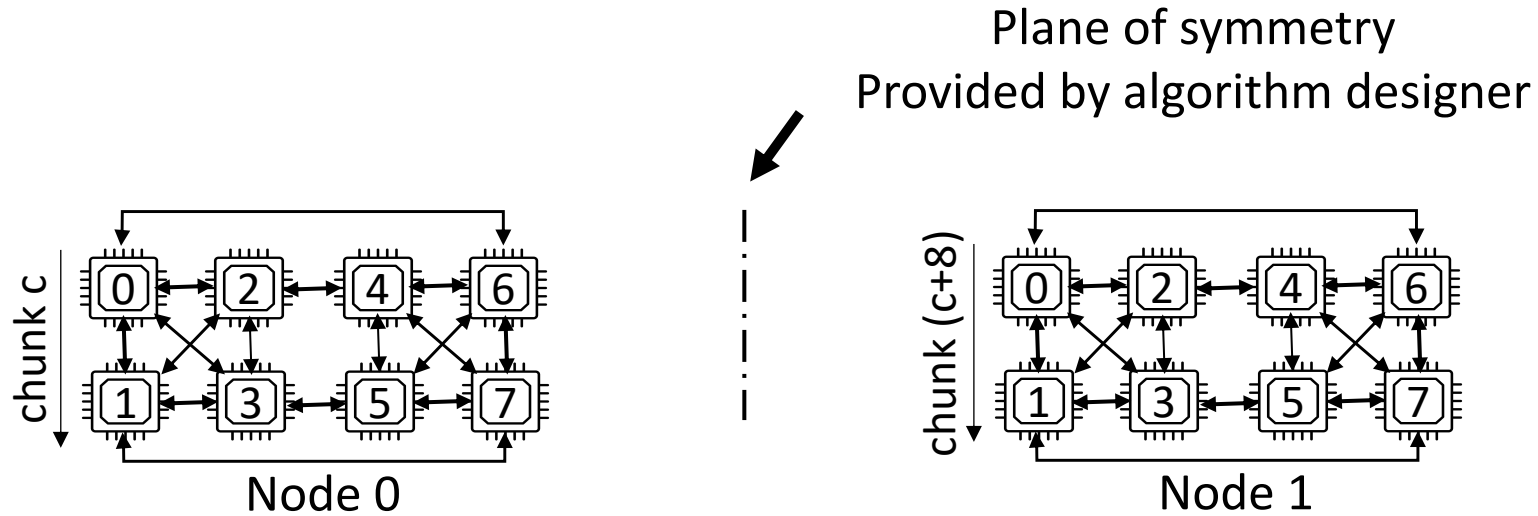 Plane of symmetry
Provided by algorithm designer
chunk c
0 2 4 6
1 3 5 7
Node 0
chunk (c+8)
0 2 4 6
1 3 5 7
Node 1